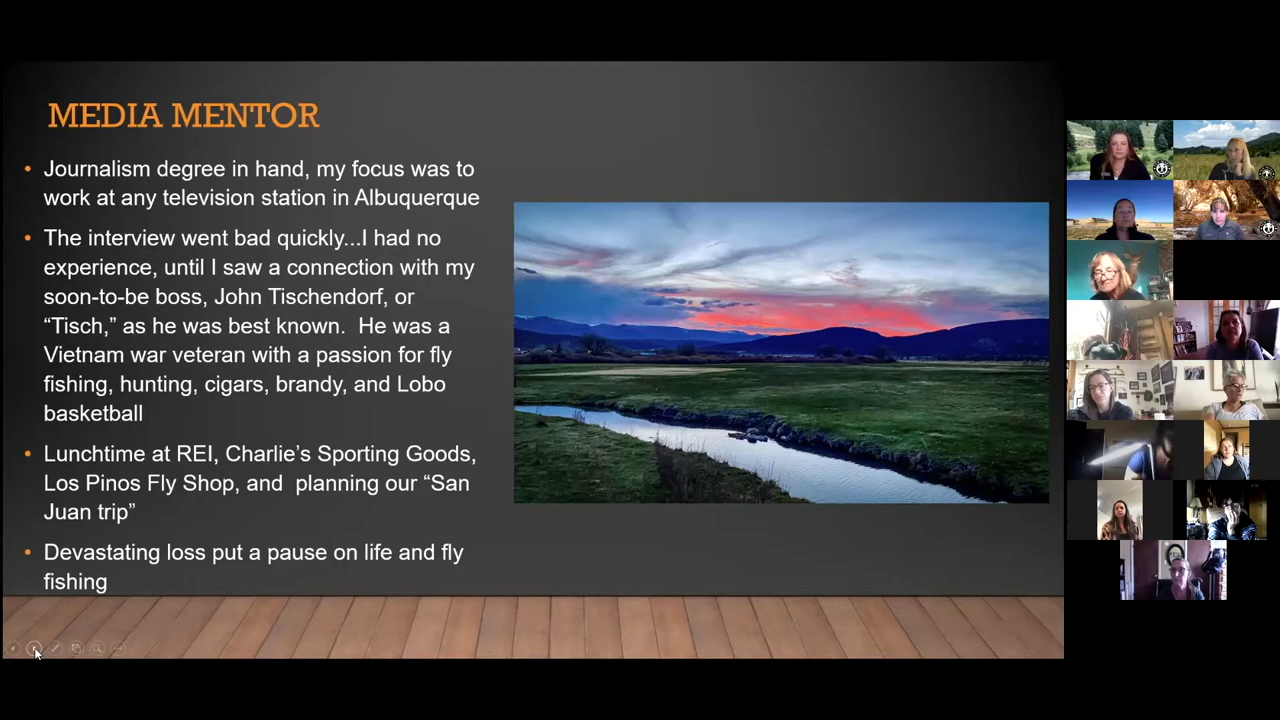 MEDIA MENTOR
• Journalism degree in hand, my focus was to
work at any television station in Albuquerque
• The interview went bad quickly...I had no
experience, until I saw a connection with my
soon-to-be boss, John Tischendorf, or
“Tisch,” as he was best known.  He was a
Vietnam war veteran with a passion for fly
fishing, hunting, cigars, brandy, and Lobo
basketball
• Lunchtime at REI, Charlie’s Sporting Goods,
Los Pinos Fly Shop, and  planning our “San
Juan trip”
• Devastating loss put a pause on life and fly
fishing